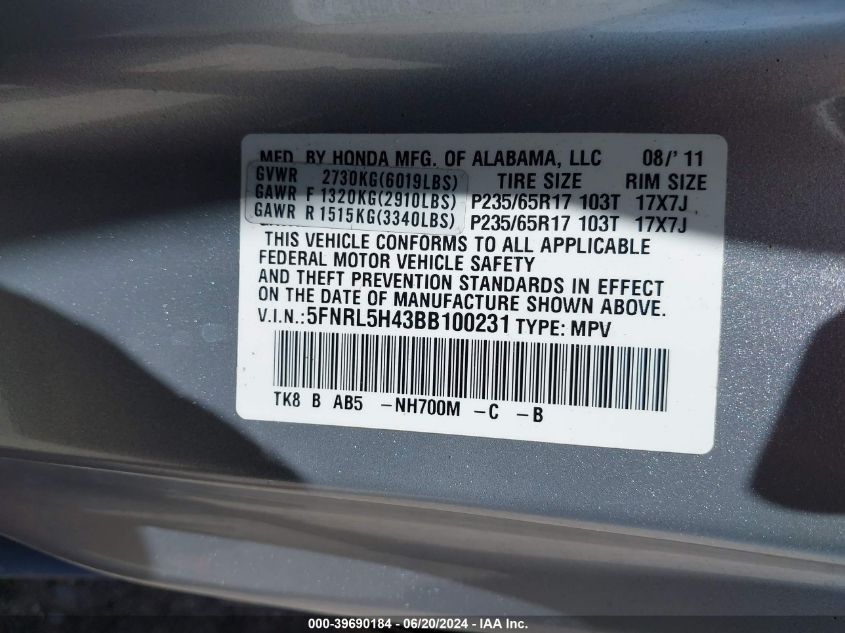 MFD. BY HONDA MFG. OF ALABAMA, LLC 08/'11
GVWR 2730KG(6019LBS) TIRE SIZE RIM SIZE
GAWR F 1320KG(2910LBS) P235/65R17 103T 17X7J
GAWR R 1515KG(3340LBS) P235/65R17 103T 17X7J
THIS VEHICLE CONFORMS TO ALL APPLICABLE
FEDERAL MOTOR VEHICLE SAFETY
AND THEFT PREVENTION STANDARDS IN EFFECT
ON THE DATE OF MANUFACTURE SHOWN ABOVE.
V.I.N.:5FNRL5H43BB100231 TYPE: MPV
TK8 B AB5 -NH700M -C -B
000-39690184 - 06/20/2024 - IAA Inc.